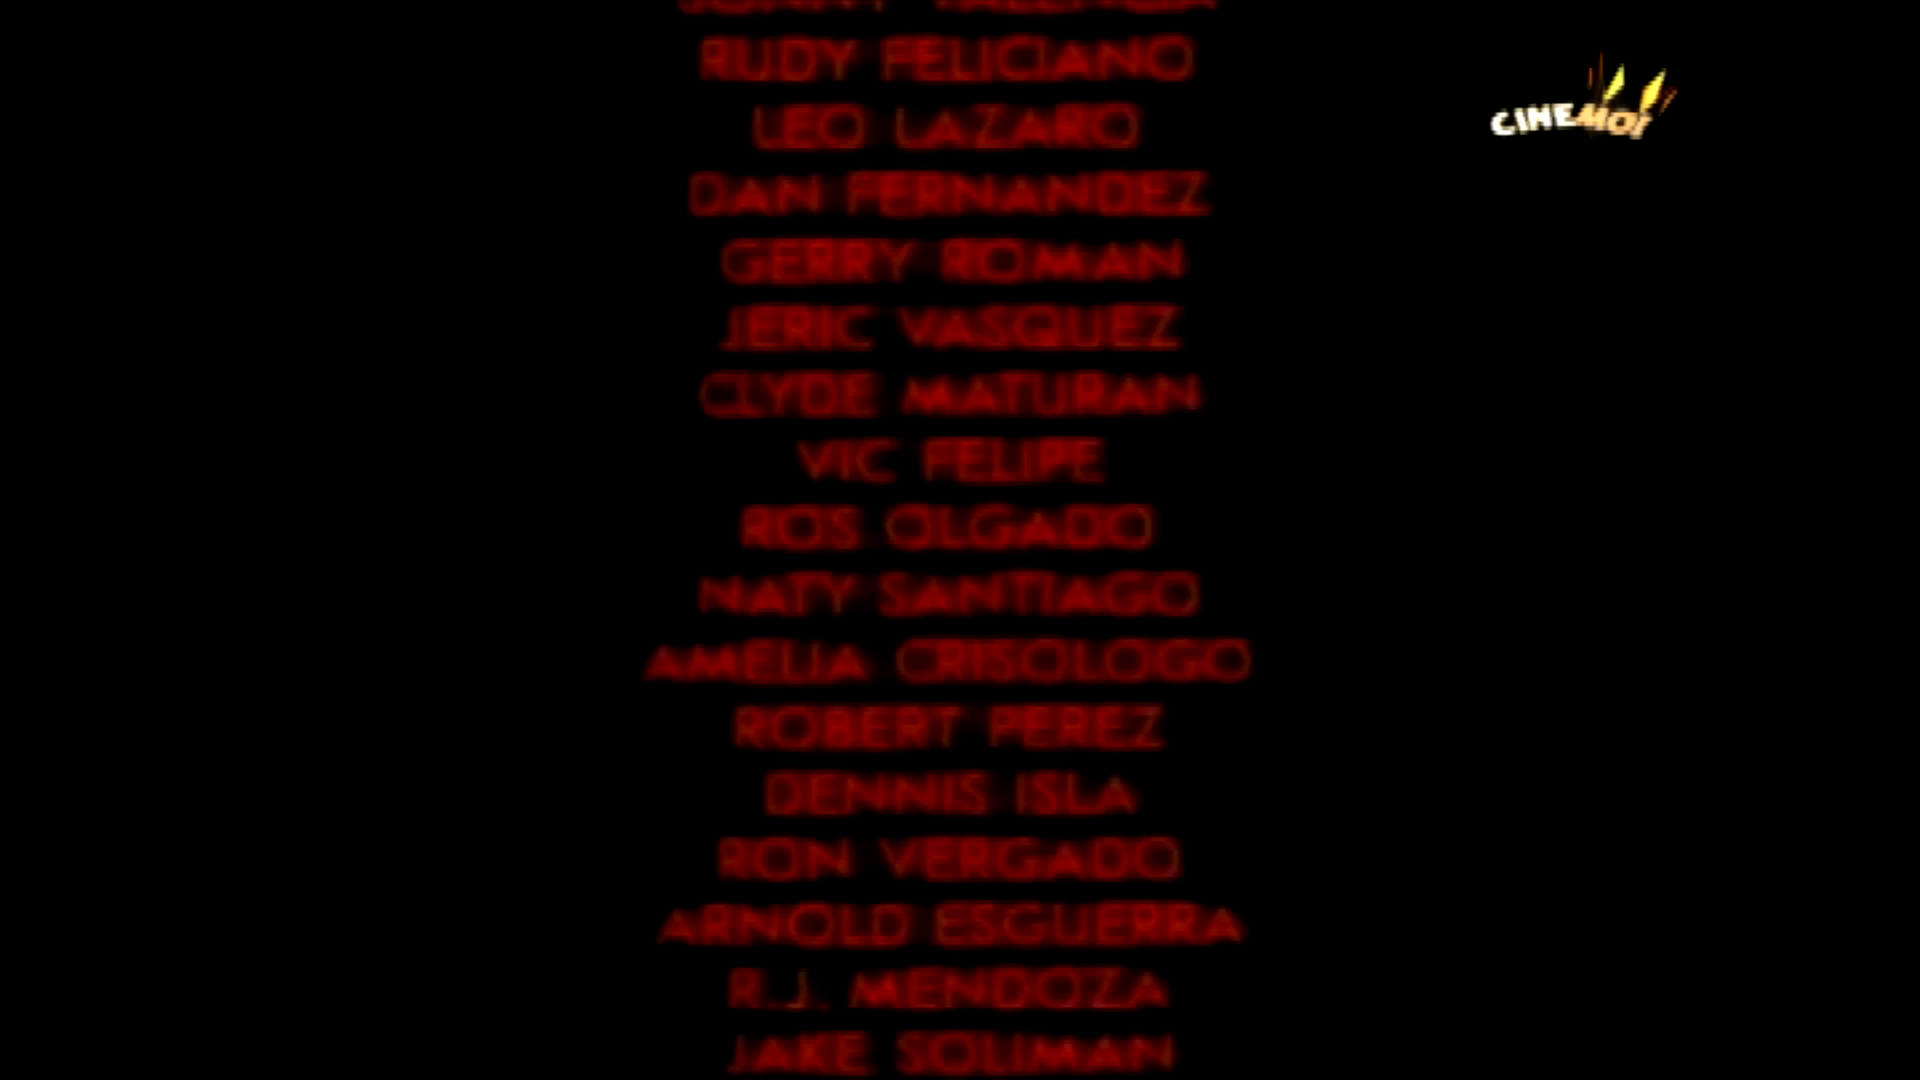 RUDY FELICIANO
CINEMOI
LEO LAZARO
DAN FERNANDEZ
GERRY ROMAN
JERIC VASQUEZ
CLYDE MATURAN
VIC FELIPE
ROS OLGADO
NATY SANTIAGO
AMELIA CRISOLOGO
ROBERT PEREZ
DENNIS ISLA
RON VERGADO
ARNOLD ESGUERRA
R.J. MENDOZA
JAKE SOLIMAN